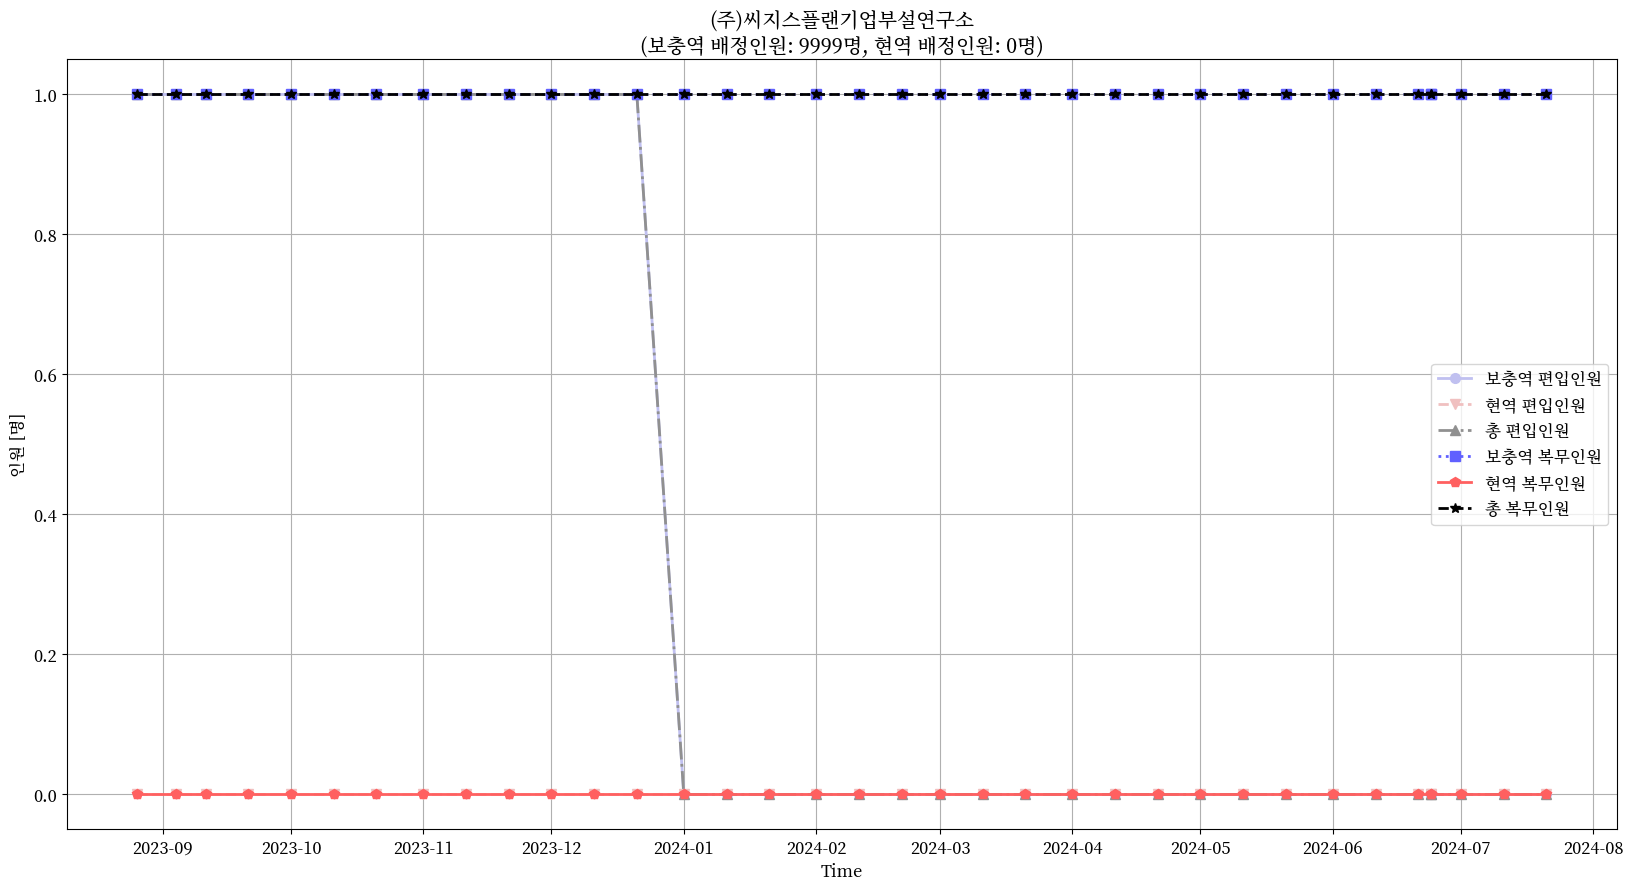 (주)씨지스플랜기업부설연구소
(보충역 배정인원: 9999명, 현역 배정인원: 0명)
인원 [명]
1.0
0.8
0.6
0.4
0.2
0.0
보충역 편입인원
현역 편입인원
총 편입인원
보충역 복무인원
현역 복무인원
총 복무인원
2023-09
2023-10
2023-11
2023-12
2024-01
2024-02
2024-03
2024-04
2024-05
2024-06
2024-07
2024-08
Time